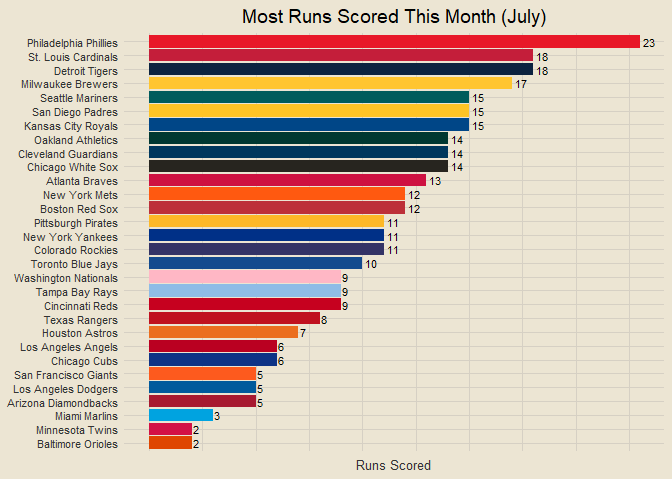 Most Runs Scored This Month (July)
Philadelphia Phillies 23
St. Louis Cardinals 18
Detroit Tigers 18
Milwaukee Brewers 17
Seattle Mariners 15
San Diego Padres 15
Kansas City Royals 15
Oakland Athletics 14
Cleveland Guardians 14
Chicago White Sox 14
Atlanta Braves 13
New York Mets 12
Boston Red Sox 12
Pittsburgh Pirates 11
New York Yankees 11
Colorado Rockies 11
Toronto Blue Jays 10
Washington Nationals 9
Tampa Bay Rays 9
Cincinnati Reds 9
Texas Rangers 8
Houston Astros 7
Los Angeles Angels 6
Chicago Cubs 6
San Francisco Giants 5
Los Angeles Dodgers 5
Arizona Diamondbacks 5
Miami Marlins 3
Minnesota Twins 2
Baltimore Orioles 2
Runs Scored